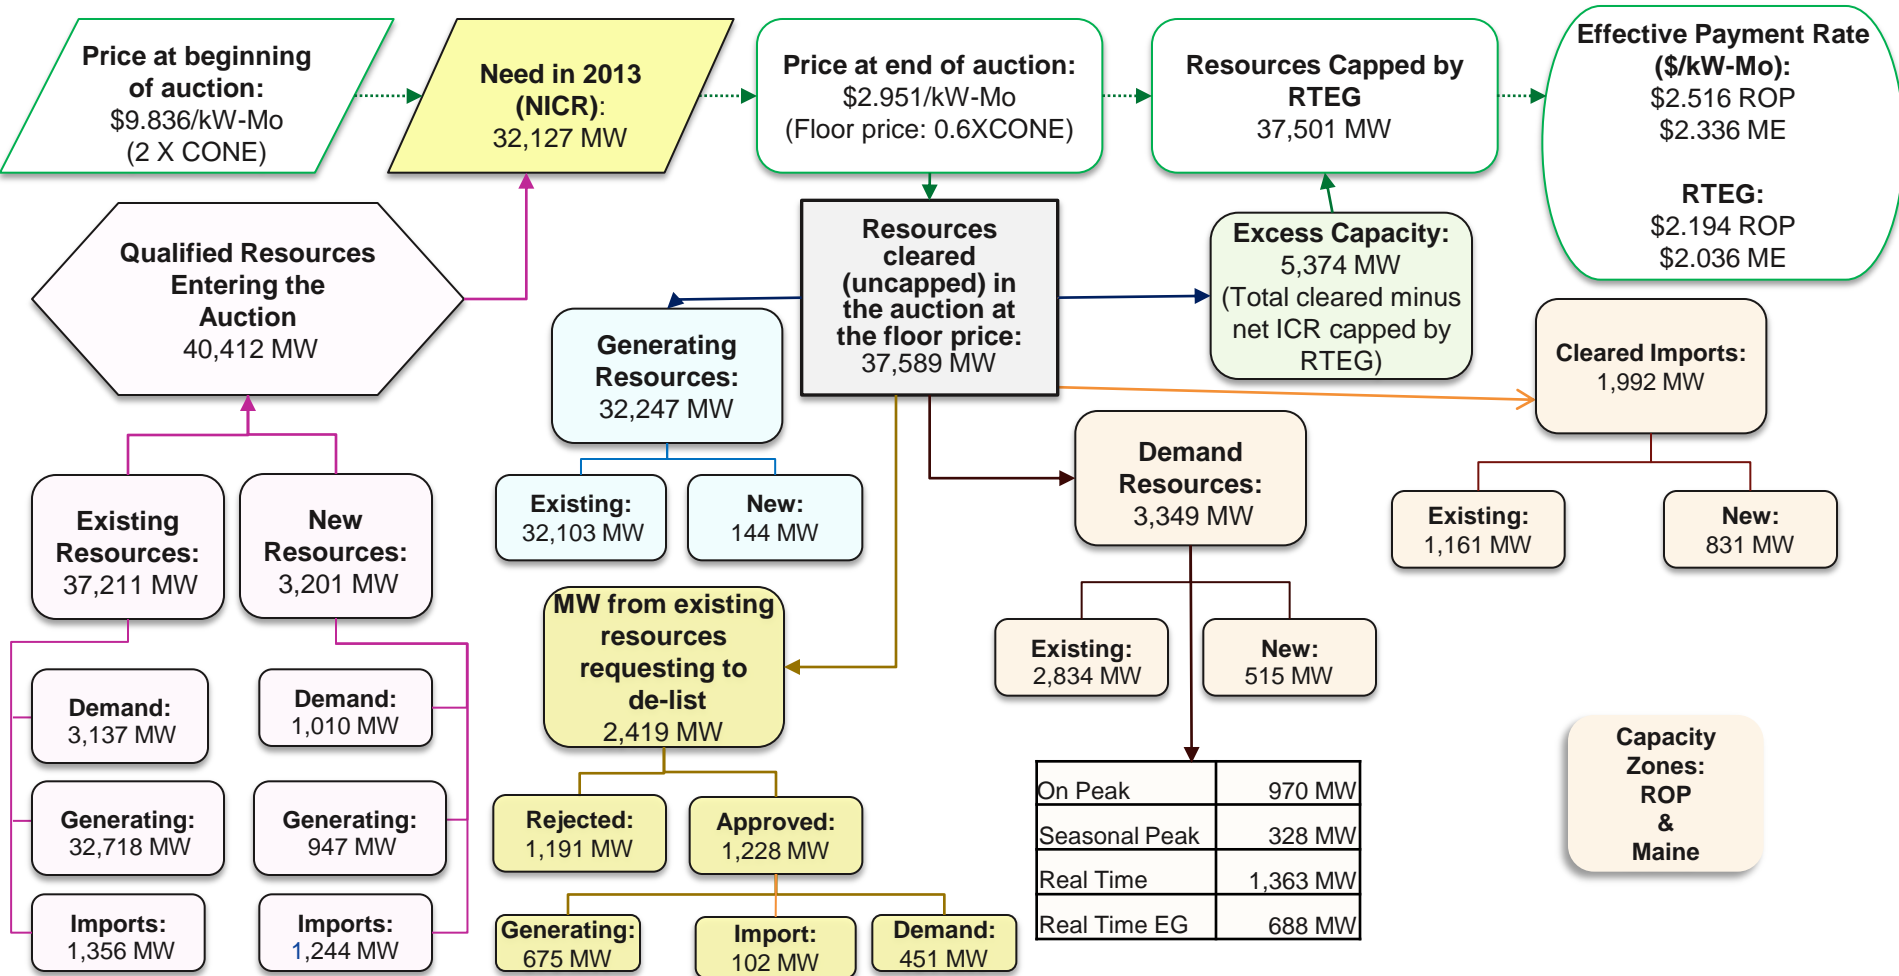 Price at beginning
of auction:
$9.836/kW-Mo
(2 X CONE)
Need in 2013
(NICR):
32,127 MW
Price at end of auction:
$2.951/kW-Mo
(Floor price: 0.6XCONE)
Resources Capped by
RTEG
37,501 MW
Effective Payment Rate
($/kW-Mo):
$2.516 ROP
$2.336 ME
RTEG:
$2.194 ROP
$2.036 ME
Qualified Resources
Entering the
Auction
40,412 MW
Resources
cleared
(uncapped) in
the auction at
the floor price:
37,589 MW
Excess Capacity:
5,374 MW
(Total cleared minus
net ICR capped by
RTEG)
Generating
Resources:
32,247 MW
Cleared Imports:
1,992 MW
Existing
Resources:
37,211 MW
New
Resources:
3,201 MW
Existing:
32,103 MW
New:
144 MW
Demand
Resources:
3,349 MW
Existing:
1,161 MW
New:
831 MW
MW from existing
resources
requesting to
de-list
2,419 MW
Existing:
2,834 MW
New:
515 MW
Demand:
3,137 MW
Demand:
1,010 MW
Generating:
32,718 MW
Generating:
947 MW
Imports:
1,356 MW
Imports:
1,244 MW
Rejected:
1,191 MW
Approved:
1,228 MW
Generating:
675 MW
Import:
102 MW
Demand:
451 MW
On Peak 970 MW
Seasonal Peak 328 MW
Real Time 1,363 MW
Real Time EG 688 MW
Capacity
Zones:
ROP
&
Maine